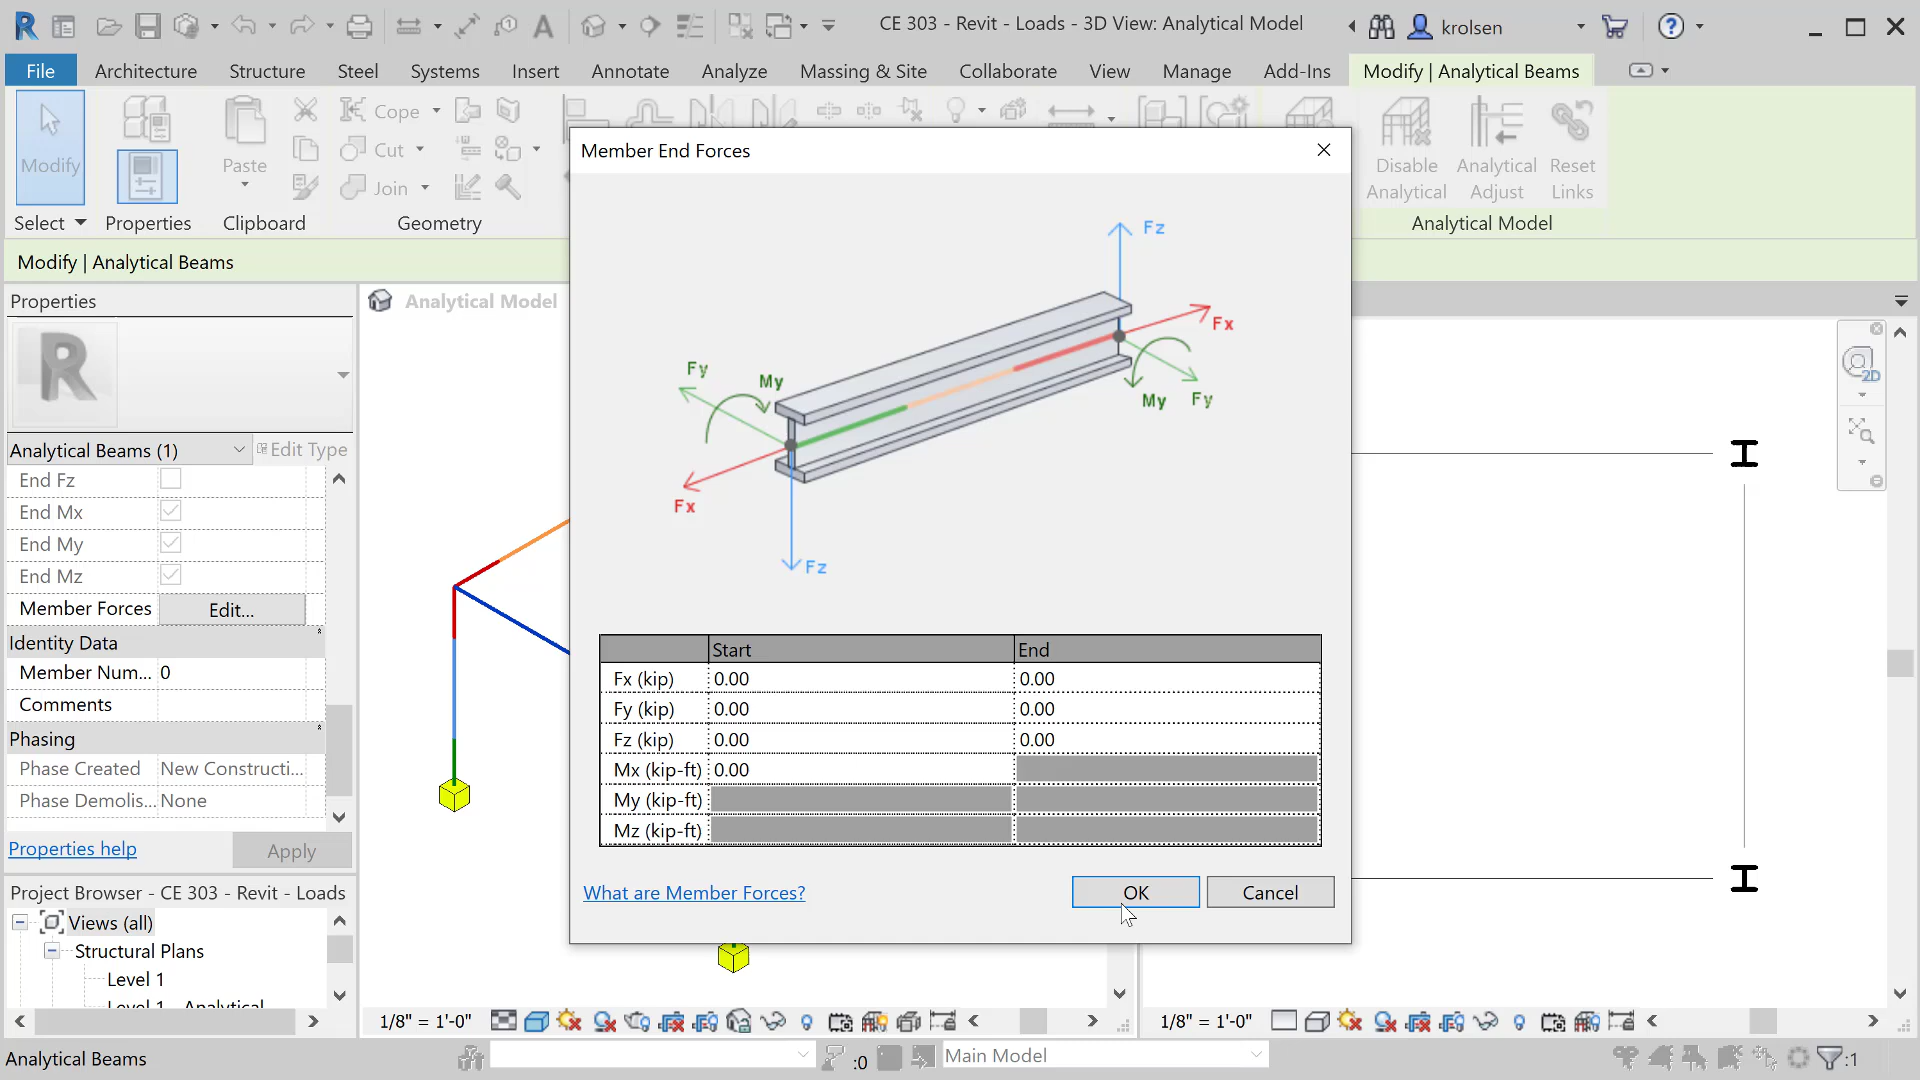 CE 303 - Revit - Loads - 3D View: Analytical Model
krolsen
File
Architecture
Structure
Steel
Systems
Insert
Annotate
Analyze
Massing & Site
Collaborate
View
Manage
Add-Ins
Modify | Analytical Beams
Modify
Paste
Cope
Cut
Join
Disable
Analytical
Analytical
Adjust
Reset
Links
Select
Properties
Clipboard
Geometry
Analytical Model
Modify | Analytical Beams
Properties
Analytical Beams (1)
Edit Type
End Fz
End Mx
End My
End Mz
Member Forces
Edit...
Identity Data
Member Num... 0
Comments
Phasing
Phase Created New Constructi...
Phase Demolis... None
Properties help
Apply
Project Browser - CE 303 - Revit - Loads
Views (all)
Structural Plans
Level 1
Level 1 - Analytical
Analytical Model
Member End Forces
Fz
Fx
My
Fy
Fy
My
Fx
Fz
Start End
Fx (kip) 0.00 0.00
Fy (kip) 0.00 0.00
Fz (kip) 0.00 0.00
Mx (kip-ft) 0.00
My (kip-ft)
Mz (kip-ft)
What are Member Forces?
OK
Cancel
2D
1/8" = 1'-0"
1/8" = 1'-0"
Analytical Beams
:0
Main Model
:1